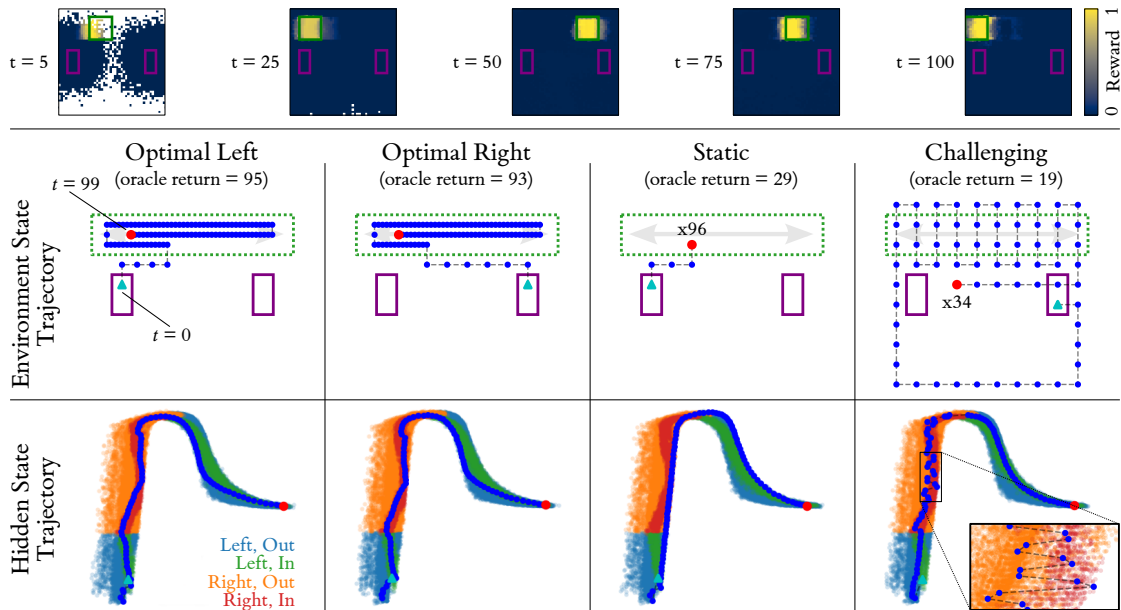 t = 5
t = 25
t = 50
t = 75
t = 100
0 Reward 1
Optimal Left
(oracle return = 95)
Optimal Right
(oracle return = 93)
Static
(oracle return = 29)
Challenging
(oracle return = 19)
Environment State
Trajectory
t = 99
t = 0
x96
x34
Hidden State
Trajectory
Left, Out
Left, In
Right, Out
Right, In